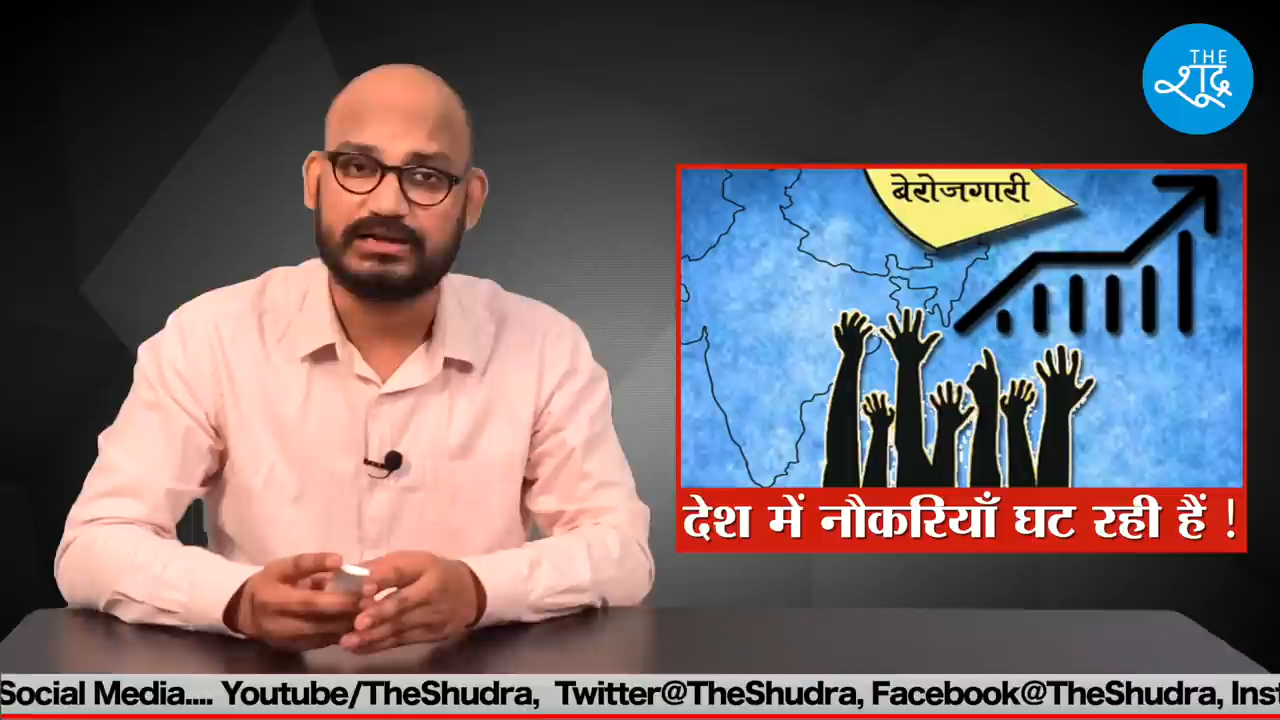 THE
शूद्र
बेरोजगारी
देश में नौकरियाँ घट रही हैं !
Social Media.... Youtube/TheShudra, Twitter@TheShudra, Facebook@TheShudra, Inst